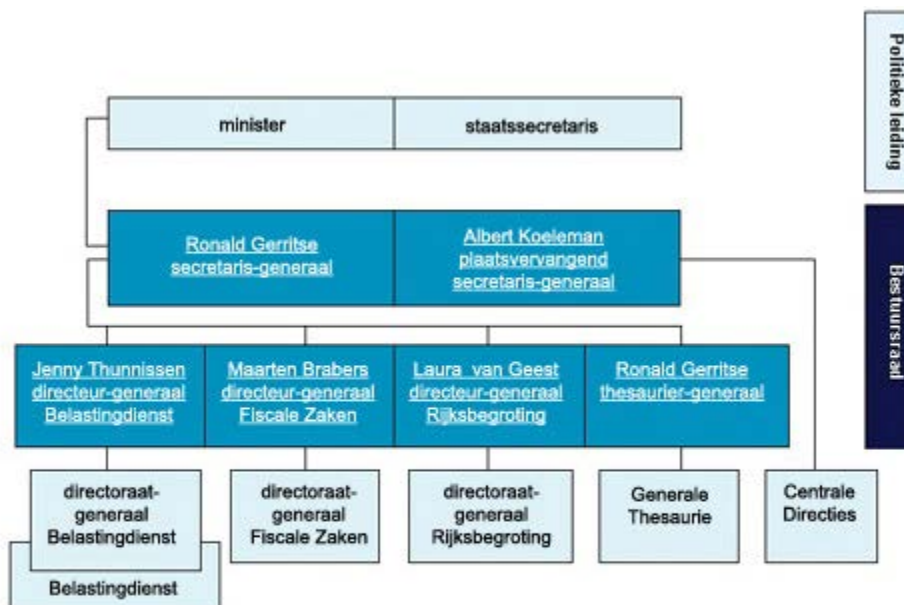 Politieke leiding
minister
staatssecretaris
Ronald Gerritse
secretaris-generaal
Albert Koeleman
plaatsvervangend
secretaris-generaal
Bestuursraad
Jenny Thunnissen
directeur-generaal
Belastingdienst
Maarten Brabers
directeur-generaal
Fiscale Zaken
Laura van Geest
directeur-generaal
Rijksbegroting
Ronald Gerritse
thesaurier-generaal
directoraat-
generaal
Belastingdienst
directoraat-
generaal
Fiscale Zaken
directoraat-
generaal
Rijksbegroting
Generale
Thesaurie
Centrale
Directies
Belastingdienst